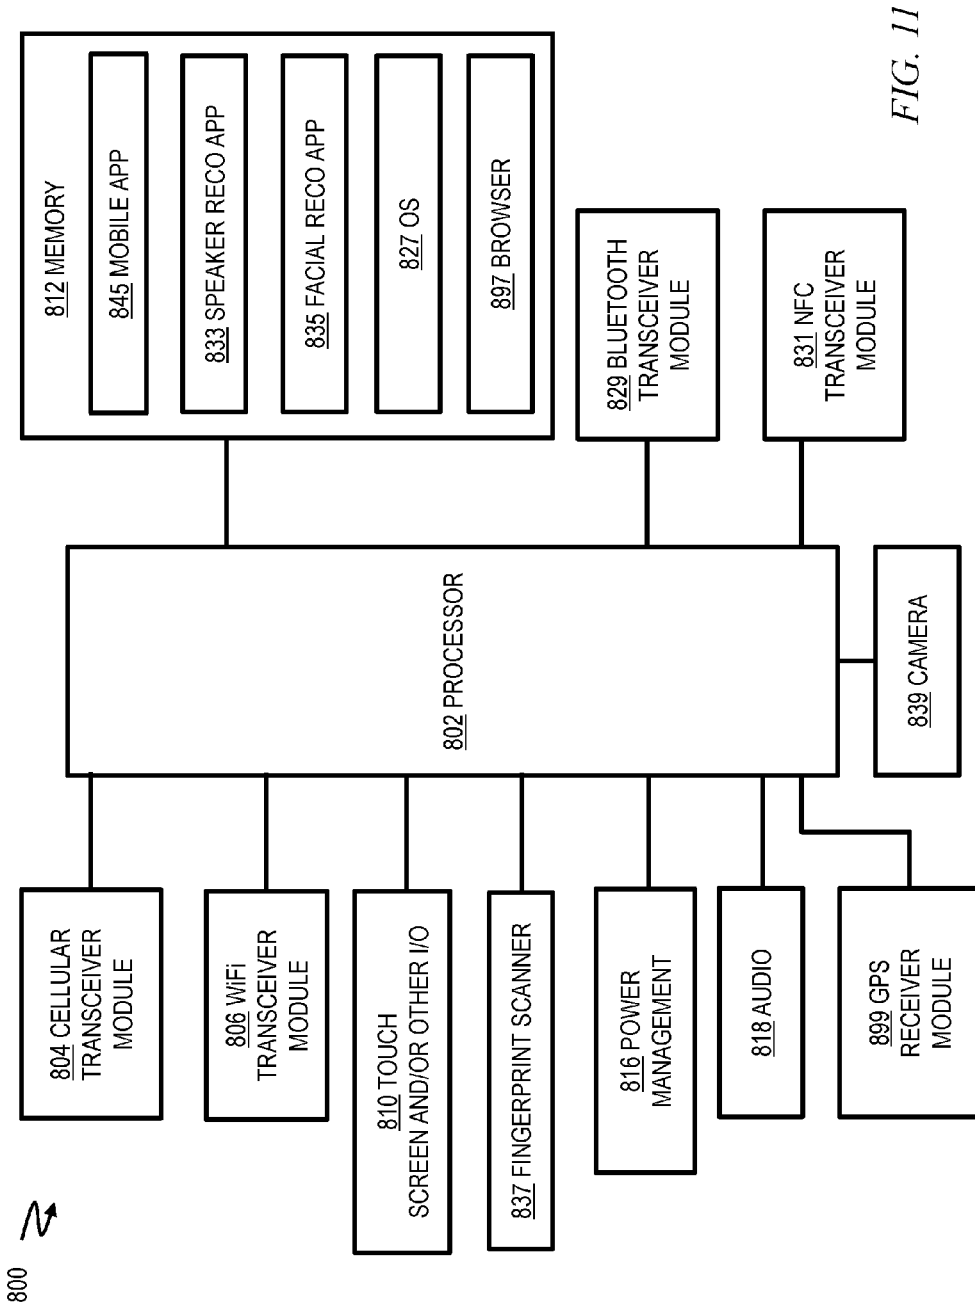 800
804 CELLULAR
TRANSCEIVER
MODULE
806 WiFi
TRANSCEIVER
MODULE
810 TOUCH
SCREEN AND/OR OTHER I/O
837 FINGERPRINT SCANNER
816 POWER
MANAGEMENT
818 AUDIO
899 GPS
RECEIVER
MODULE
802 PROCESSOR
839 CAMERA
812 MEMORY
845 MOBILE APP
833 SPEAKER RECO APP
835 FACIAL RECO APP
827 OS
897 BROWSER
829 BLUETOOTH
TRANSCEIVER
MODULE
831 NFC
TRANSCEIVER
MODULE
FIG. 11